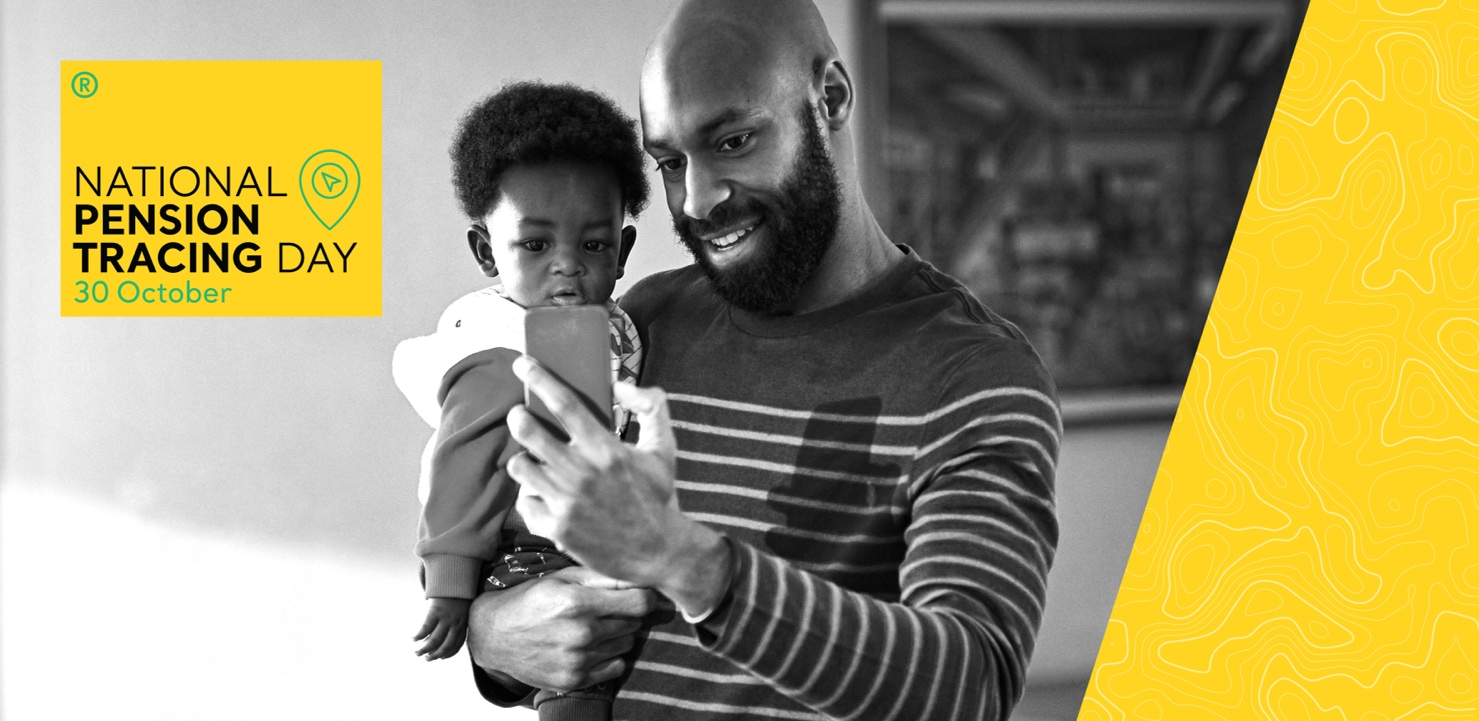 ®
NATIONAL
PENSION
TRACING DAY
30 October